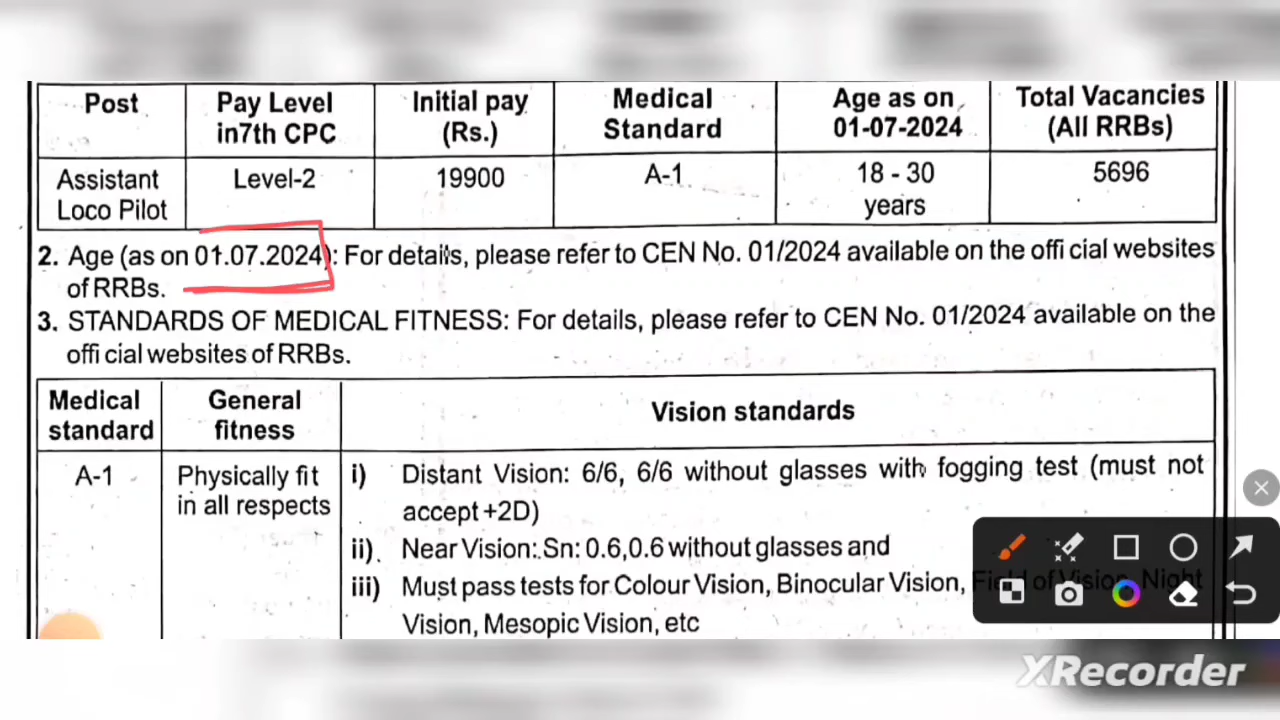 Post Pay Level in7th CPC Initial pay (Rs.) Medical Standard Age as on 01-07-2024 Total Vacancies (All RRBs)
Assistant Loco Pilot Level-2 19900 A-1 18 - 30 years 5696
2. Age (as on 01.07.2024): For details, please refer to CEN No. 01/2024 available on the offi cial websites
of RRBs.
3. STANDARDS OF MEDICAL FITNESS: For details, please refer to CEN No. 01/2024 available on the
offi cial websites of RRBs.
Medical standard General fitness Vision standards
A-1 Physically fit in all respects
i) Distant Vision: 6/6, 6/6 without glasses with fogging test (must not
accept +2D)
ii) Near Vision: Sn: 0.6,0.6 without glasses and
iii) Must pass tests for Colour Vision, Binocular Vision, Field of Vision, Night
Vision, Mesopic Vision, etc
XRecorder